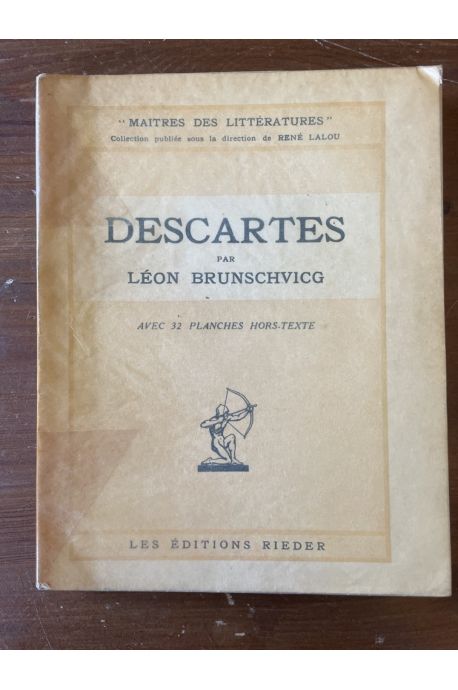 " MAITRES DES LITTÉRATURES "
Collection publiée sous la direction de RENÉ LALOU
DESCARTES
PAR
LÉON BRUNSCHVICG
AVEC 32 PLANCHES HORS-TEXTE
LES ÉDITIONS RIEDER